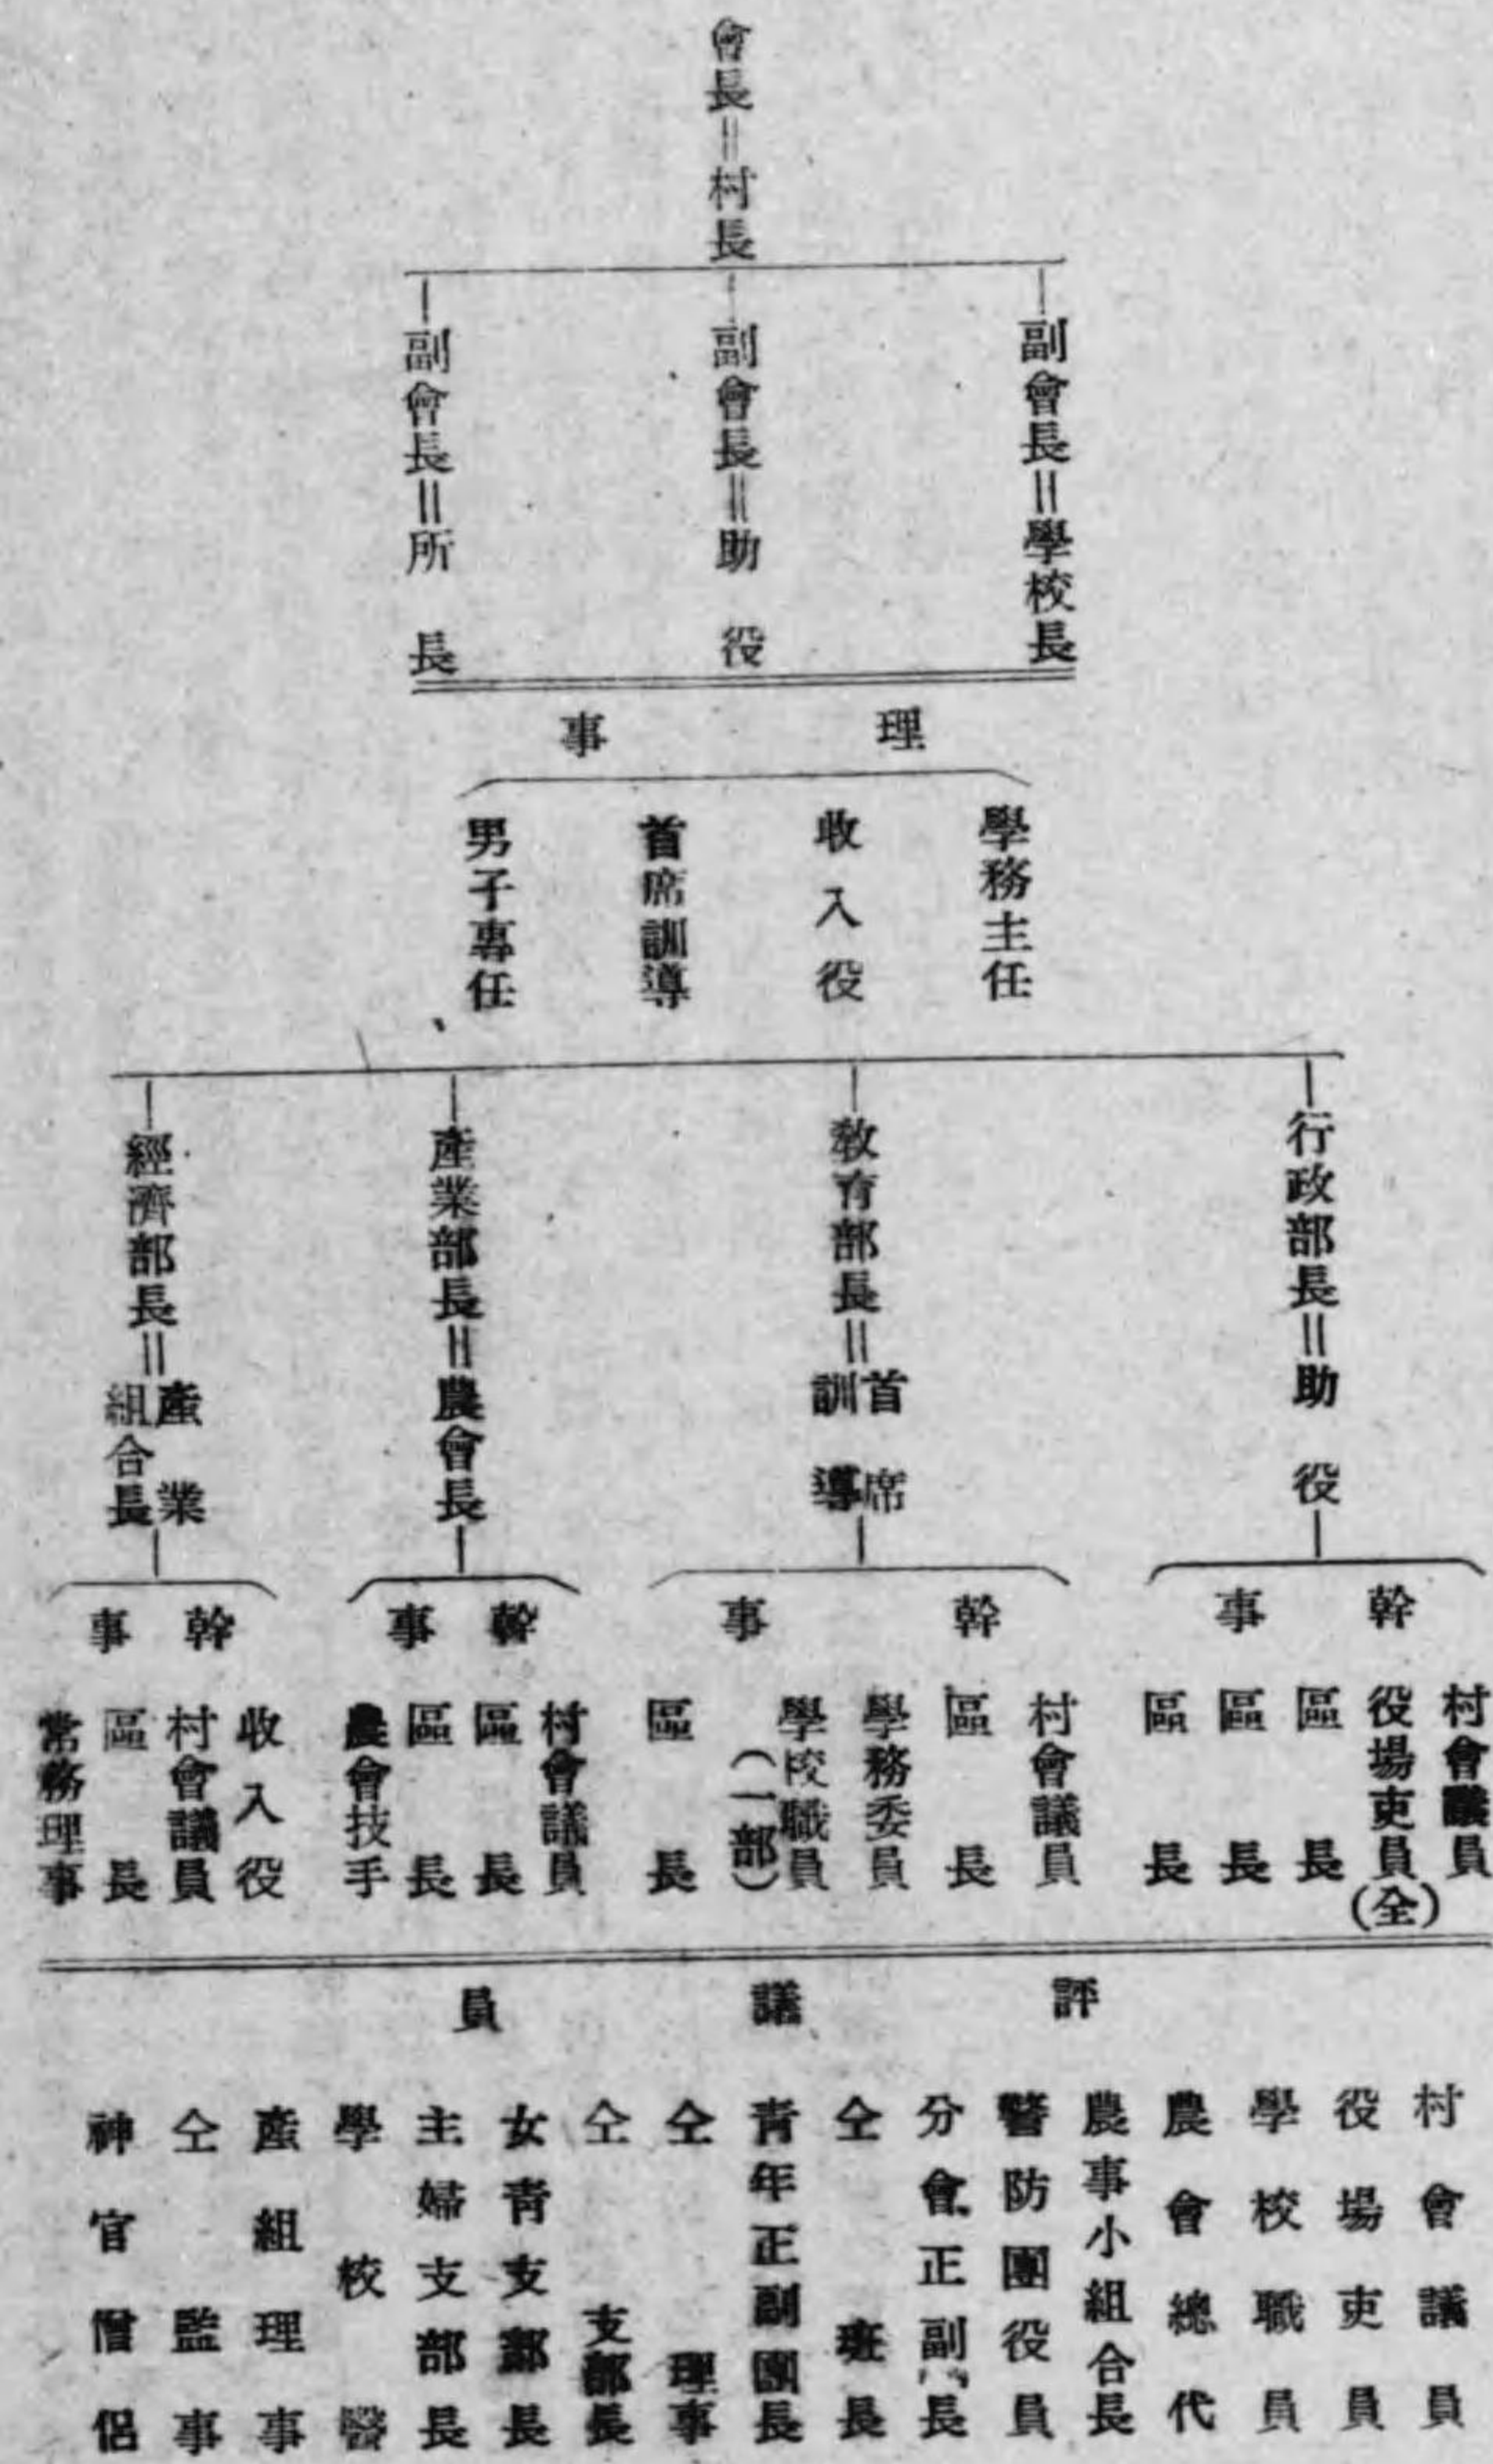 會長＝村長
副會長＝學校長
副會長＝助役
副會長＝所長
理事
學務主任
收入役
首席訓導
男子專任
行政部長＝助役
幹事
村會議員
役場吏員(全)
區長
區長
區長
教育部長＝首席訓導
幹事
村會議員
區長
學務委員
學校職員(一部)
區長
產業部長＝農會長
幹事
村會議員
區長
區長
農會技手
經濟部長＝產業組合長
幹事
收入役
村會議員
區長
常務理事
評議員
村會議員
役場吏員
學校職員
農會總代
農事小組合長
警防團役員
分會正副長
仝班長
青年正副團長
仝理事
仝支部長
女青支部長
主婦支部長
學校醫
產組理事
仝監事
神官僧侶